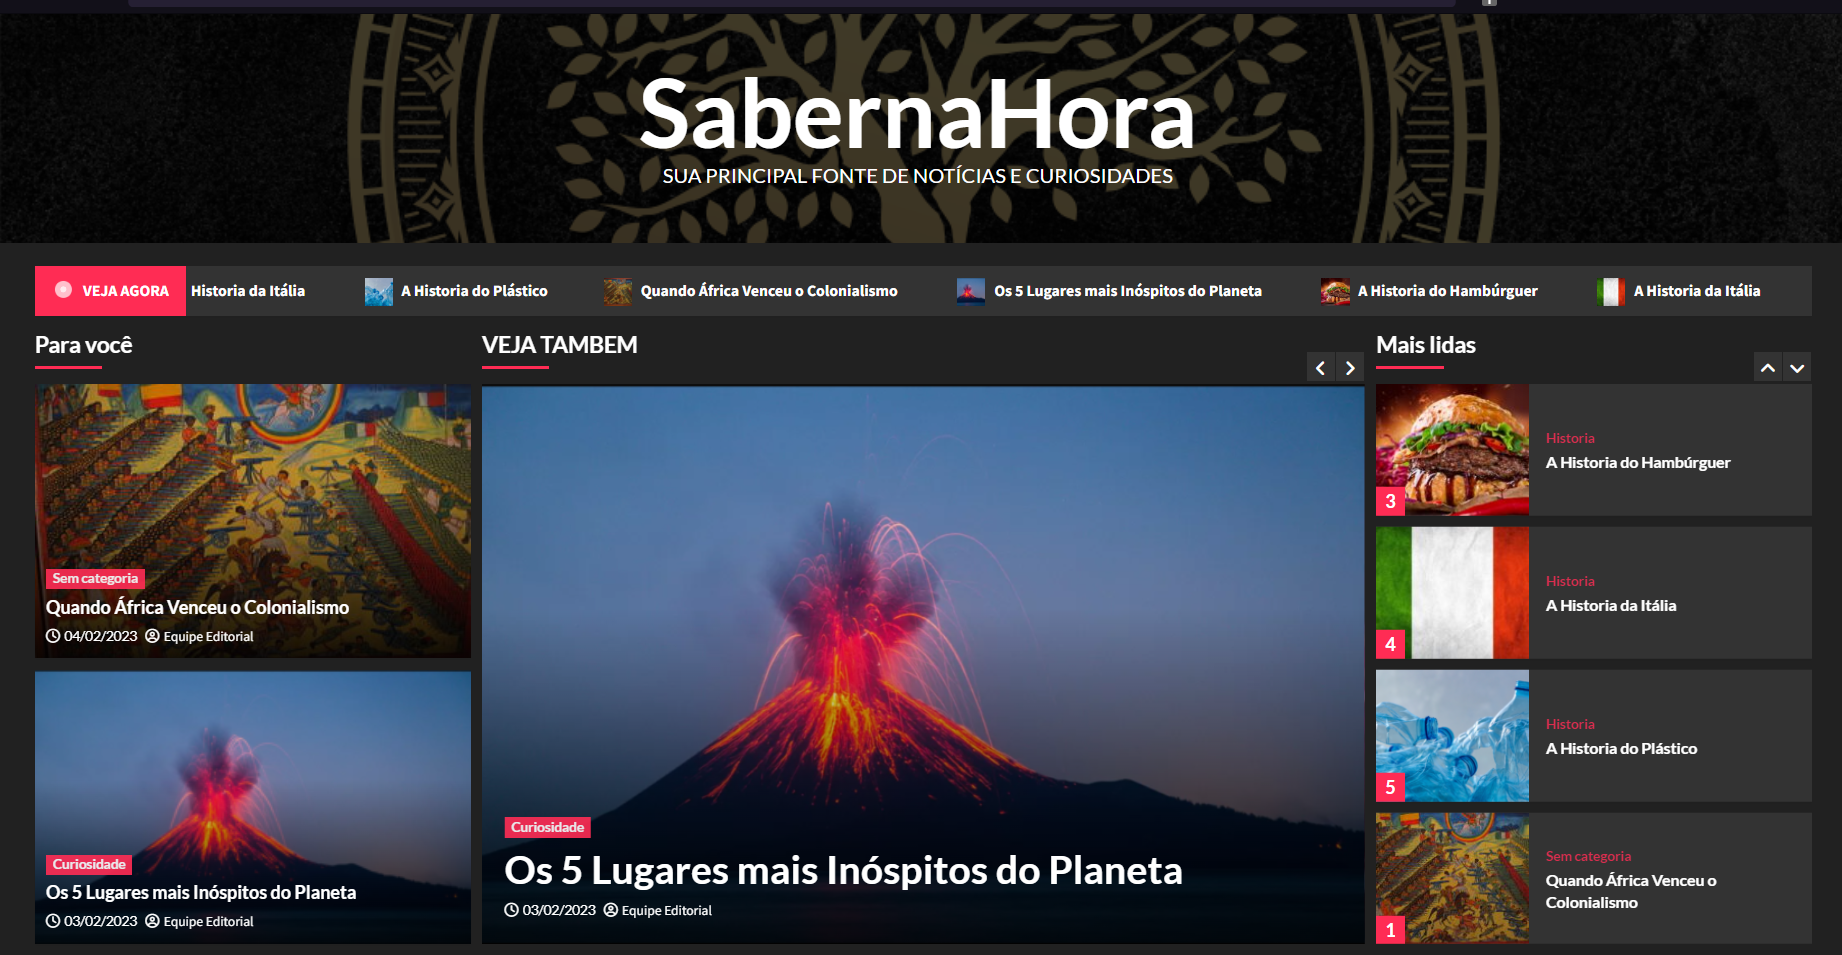 SabernaHora
SUA PRINCIPAL FONTE DE NOTÍCIAS E CURIOSIDADES
VEJA AGORA
Historia da Itália
A Historia do Plástico
Quando África Venceu o Colonialismo
Os 5 Lugares mais Inóspitos do Planeta
A Historia do Hambúrguer
A Historia da Itália
Para você
Sem categoria
Quando África Venceu o Colonialismo
04/02/2023 Equipe Editorial
Curiosidade
Os 5 Lugares mais Inóspitos do Planeta
03/02/2023 Equipe Editorial
VEJA TAMBEM
Curiosidade
Os 5 Lugares mais Inóspitos do Planeta
03/02/2023 Equipe Editorial
Mais lidas
3
Historia
A Historia do Hambúrguer
4
Historia
A Historia da Itália
5
Historia
A Historia do Plástico
1
Sem categoria
Quando África Venceu o
Colonialismo